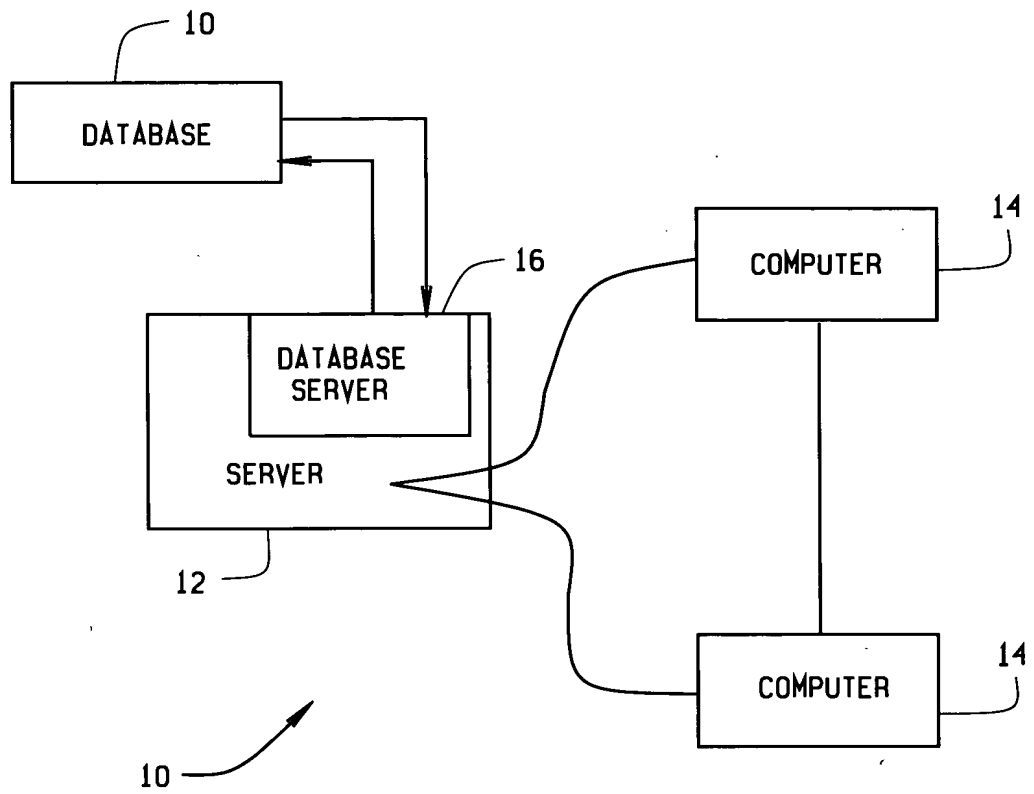 10
DATABASE
14
COMPUTER
16
DATABASE
SERVER
SERVER
12
14
COMPUTER
10